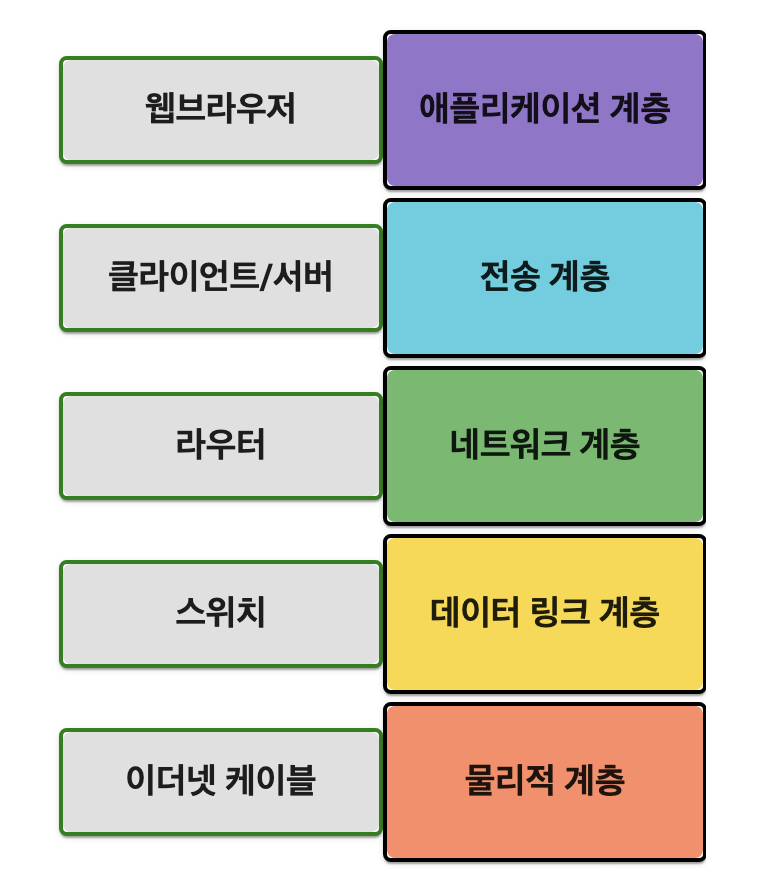 웹브라우저
애플리케이션 계층
클라이언트/서버
전송 계층
라우터
네트워크 계층
스위치
데이터 링크 계층
이더넷 케이블
물리적 계층